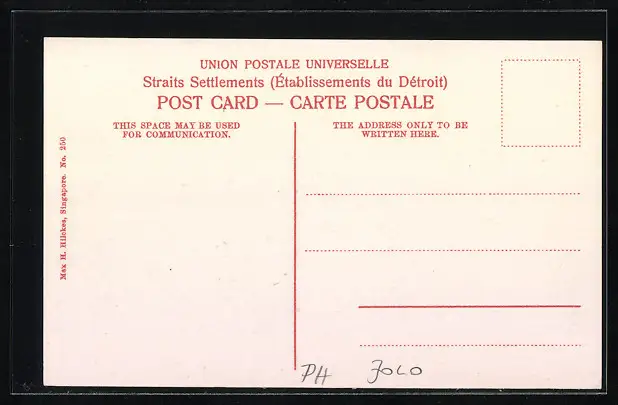 UNION POSTALE UNIVERSELLE
Straits Settlements (Établissements du Détroit)
POST CARD — CARTE POSTALE
THIS SPACE MAY BE USED
FOR COMMUNICATION.
THE ADDRESS ONLY TO BE
WRITTEN HERE.
Max H. Hilckes, Singapore. No. 250
PH JOLO